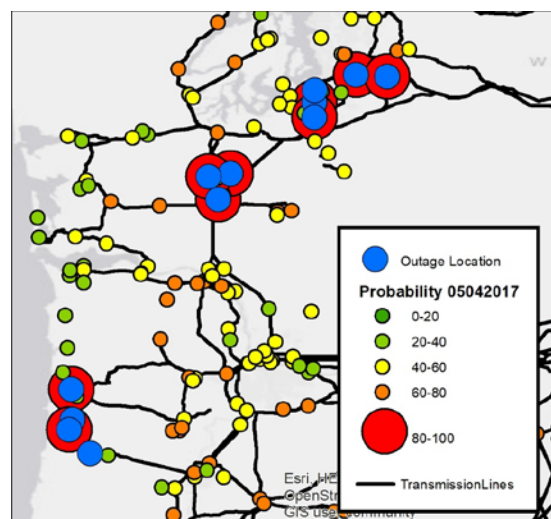 Outage Location
Probability 05042017
0-20
20-40
40-60
60-80
80-100
TransmissionLines
Esri, HE
OpenStr
GIS user community